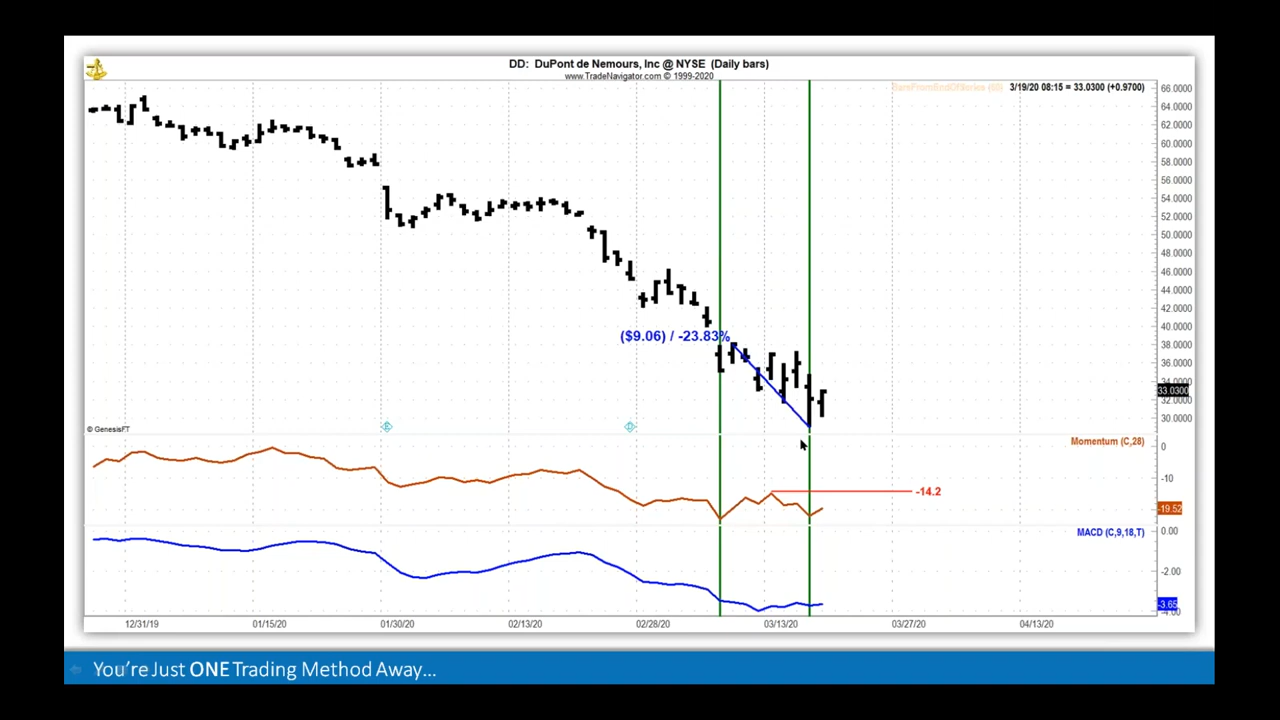 DD: DuPont de Nemours, Inc @ NYSE (Daily bars)
www.TradeNavigator.com © 1999-2020
BarsFromEndOfSeries (60) 3/19/20 08:15 = 33.0300 (+0.9700)
66.0000
64.0000
62.0000
60.0000
58.0000
56.0000
54.0000
52.0000
50.0000
48.0000
46.0000
44.0000
42.0000
40.0000
38.0000
36.0000
34.0000
33.0300
32.0000
30.0000
($9.06) / -23.83%
E
D
© GenesisFT
Momentum (C,28)
0
-10
-14.2
-19.52
MACD (C,9,18,T)
0.00
-2.00
-3.65
-4.00
12/31/19 01/15/20 01/30/20 02/13/20 02/28/20 03/13/20 03/27/20 04/13/20
You're Just ONE Trading Method Away...